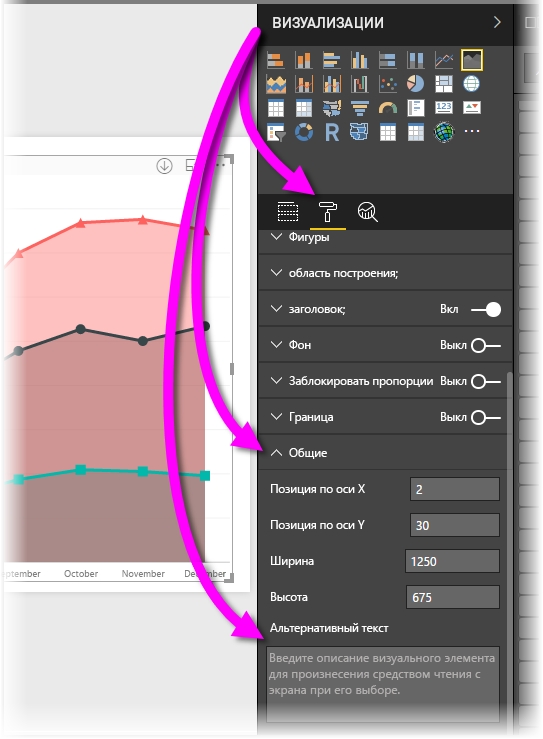 ВИЗУАЛИЗАЦИИ
R
123
Фигуры
область построения;
заголовок; Вкл
Фон Выкл
Заблокировать пропорции Выкл
Граница Выкл
Общие
Позиция по оси X 2
Позиция по оси Y 30
Ширина 1250
Высота 675
Альтернативный текст
Введите описание визуального элемента
для произнесения средством чтения с
экрана при его выборе.
October November